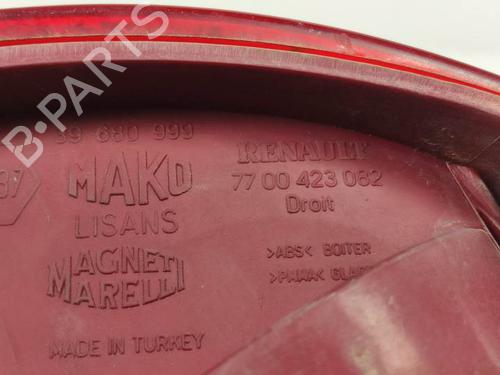 B-PARTS
39 680 999
MAKO
LISANS
MAGNETI
MARELLI
MADE IN TURKEY
RENAULT
77 00 423 062
Droit
>ABS< BOITER